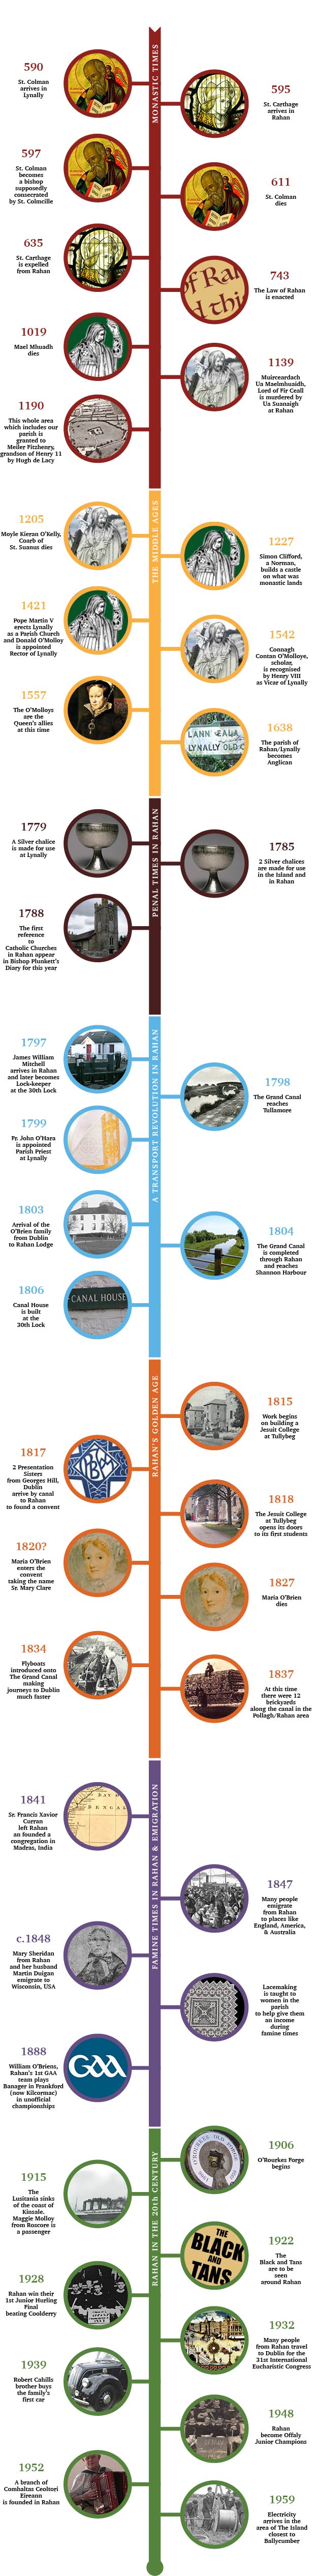 MONASTIC TIMES
590
St. Colman
arrives in
Lynally
595
St. Carthage
arrives in
Rahan
597
St. Colman
becomes
a bishop
supposedly
consecrated
by St. Colmcille
611
St. Colman
dies
635
St. Carthage
is expelled
from Rahan
743
The Law of Rahan
is enacted
of Rah
1019
Mael Mhuadh
dies
1139
Muirceardach
Ua Maelmhuaidh,
Lord of Fir Ceall
is murdered by
Ua Suanaigh
at Rahan
1190
This whole area
which includes our
parish is
granted to
Meiler Fitzhenry,
grandson of Henry 11
by Hugh de Lacy
THE MIDDLE AGES
1205
Moyle Kieran O'Kelly,
Coarb of
St. Suanus dies
1227
Simon Clifford,
a Norman,
builds a castle
on what was
monastic lands
1421
Pope Martin V
erects Lynally
as a Parish Church
and Donald O'Molloy
is appointed
Rector of Lynally
1542
Connagh
Contan O'Molloye,
scholar,
is recognised
by Henry VIII
as Vicar of Lynally
1557
The O'Molloys
are the
Queen's allies
at this time
1638
The parish of
Rahan/Lynally
becomes
Anglican
LANN EALA
LYNALLY OLD C
PENAL TIMES IN RAHAN
1779
A Silver chalice
is made for use
at Lynally
1785
2 Silver chalices
are made for use
in the Island and
in Rahan
1788
The first
reference
to
Catholic Churches
in Rahan appear
in Bishop Plunkett's
Diary for this year
A TRANSPORT REVOLUTION IN RAHAN
1797
James William
Mitchell
arrives in Rahan
and later becomes
Lock-keeper
at the 30th Lock
1798
The Grand Canal
reaches
Tullamore
1799
Fr. John O'Hara
is appointed
Parish Priest
at Lynally
1803
Arrival of the
O'Brien family
from Dublin
to Rahan Lodge
1804
The Grand Canal
is completed
through Rahan
and reaches
Shannon Harbour
1806
Canal House
is built
at the
30th Lock
CANAL HOUSE
RAHAN'S GOLDEN AGE
1815
Work begins
on building a
Jesuit College
at Tullybeg
1817
2 Presentation
Sisters
from Georges Hill,
Dublin
arrive by canal
to Rahan
to found a convent
1818
The Jesuit College
at Tullybeg
opens its doors
to its first students
1820?
Maria O'Brien
enters the
convent
taking the name
Sr. Mary Clare
1827
Maria O'Brien
dies
1834
Flyboats
introduced onto
The Grand Canal
making
journeys to Dublin
much faster
1837
At this time
there were 12
brickyards
along the canal in the
Pollagh/Rahan area
FAMINE TIMES IN RAHAN & EMIGRATION
1841
Sr. Francis Xavior
Curran
left Rahan
an founded a
congregation in
Madras, India
BAY
BENGAL
1847
Many people
emigrate
from Rahan
to places like
England, America,
& Australia
c.1848
Mary Sheridan
from Rahan
and her husband
Martin Duigan
emigrate to
Wisconsin, USA
Lacemaking
is taught to
women in the
parish
to help give them
an income
during
famine times
1888
William O'Briens,
Rahan's 1st GAA
team plays
Banager in Frankford
(now Kilcormac)
in unofficial
championships
GAA
RAHAN IN THE 20th CENTURY
1906
O'Rourkes Forge
begins
O'ROURKES OLD FORGE
1915
The
Lusitania sinks
of the coast of
Kinsale.
Maggie Molloy
from Roscore is
a passenger
1922
The
Black and Tans
are to be
seen
around Rahan
THE
BLACK
AND
TANS
1928
Rahan win their
1st Junior Hurling
Final
beating Coolderry
1932
Many people
from Rahan travel
to Dublin for the
31st International
Eucharistic Congress
1939
Robert Cahills
brother buys
the family's
first car
1948
Rahan
become Offaly
Junior Champions
1952
A branch of
Comhaltas Ceoltori
Eireann
is founded in Rahan
1959
Electricity
arrives in the
area of The Island
closest to
Ballycumber